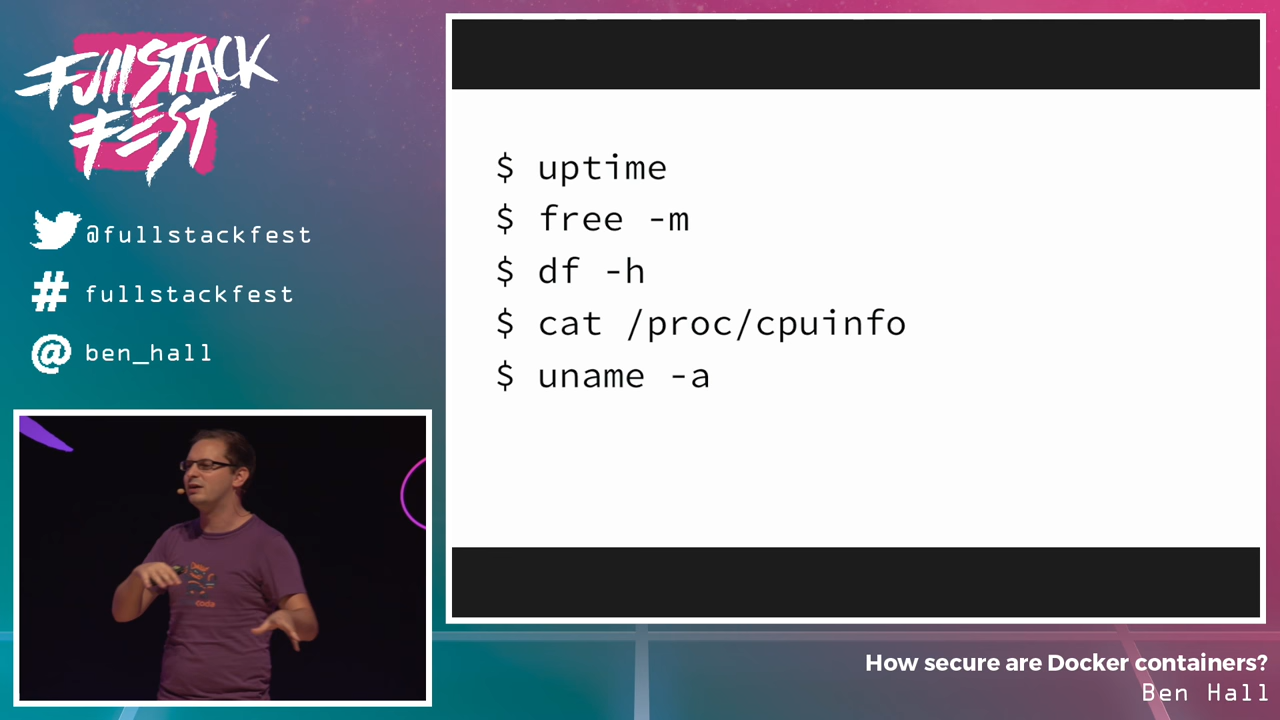 FullSTACK
FEST
@fullstackfest
# fullstackfest
@ ben_hall
$ uptime
$ free -m
$ df -h
$ cat /proc/cpuinfo
$ uname -a
coda
How secure are Docker containers?
Ben Hall